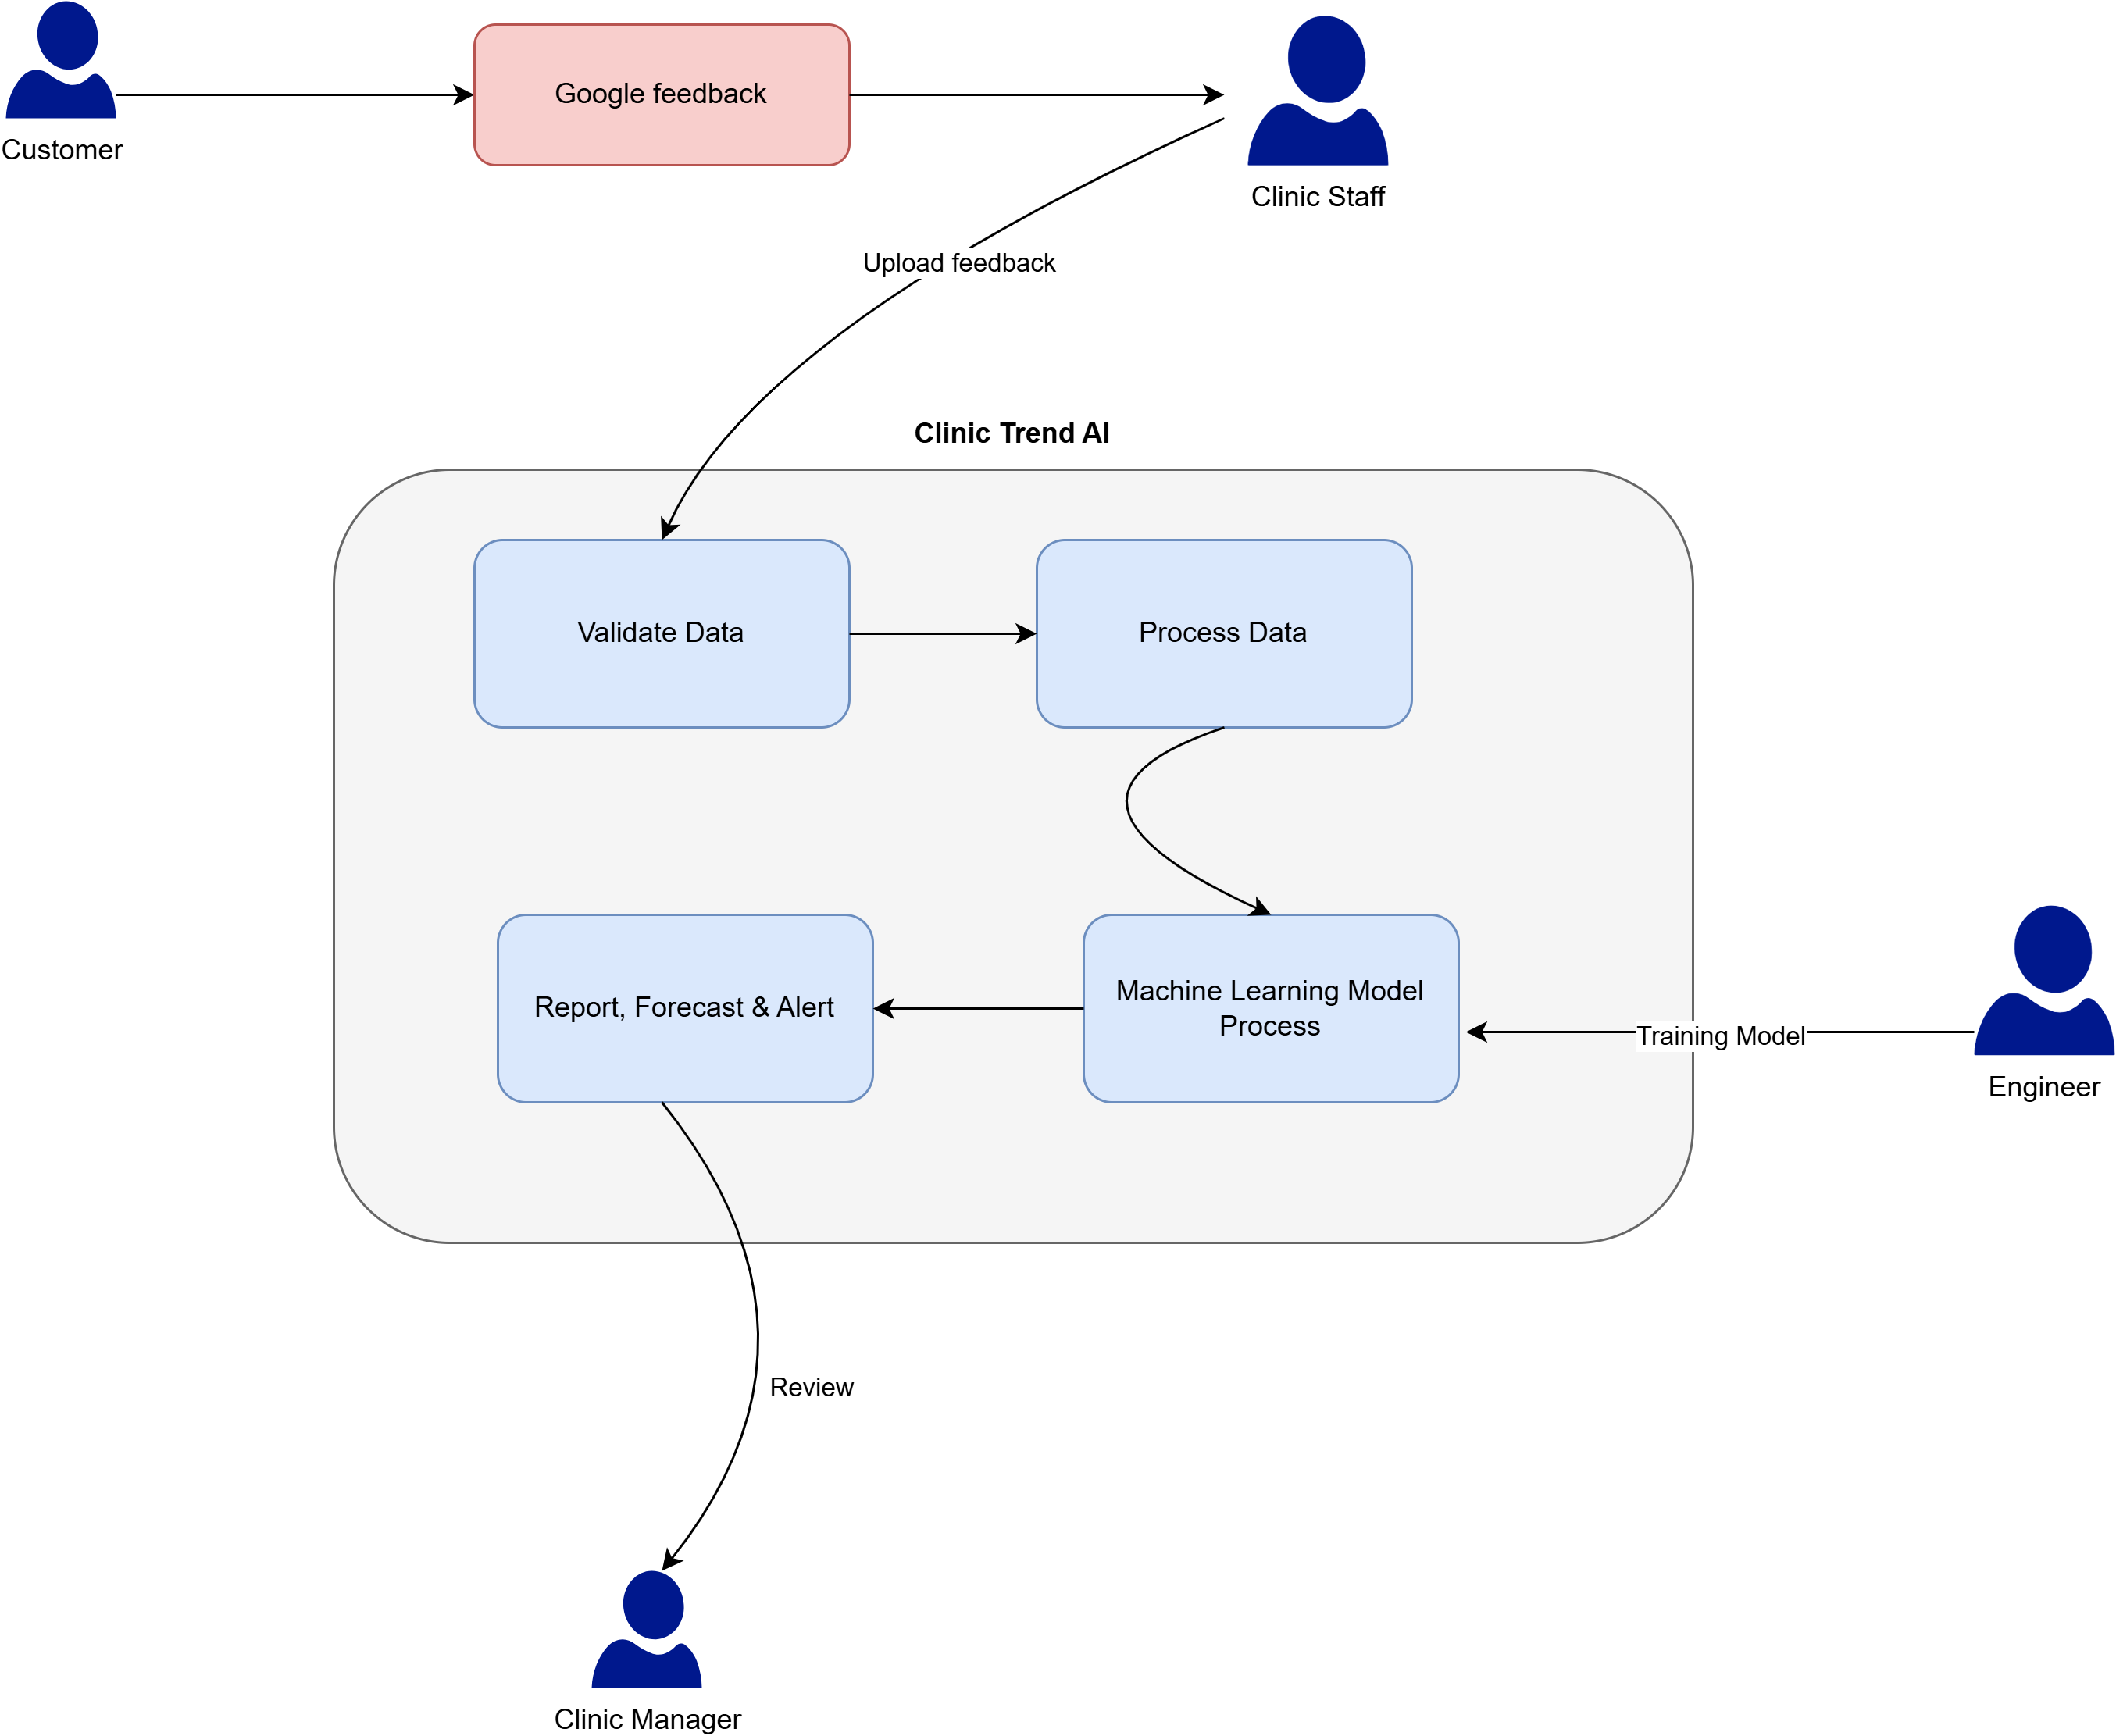 Customer
Google feedback
Clinic Staff
Upload feedback
Clinic Trend AI
Validate Data
Process Data
Report, Forecast & Alert
Machine Learning Model
Process
Training Model
Engineer
Review
Clinic Manager